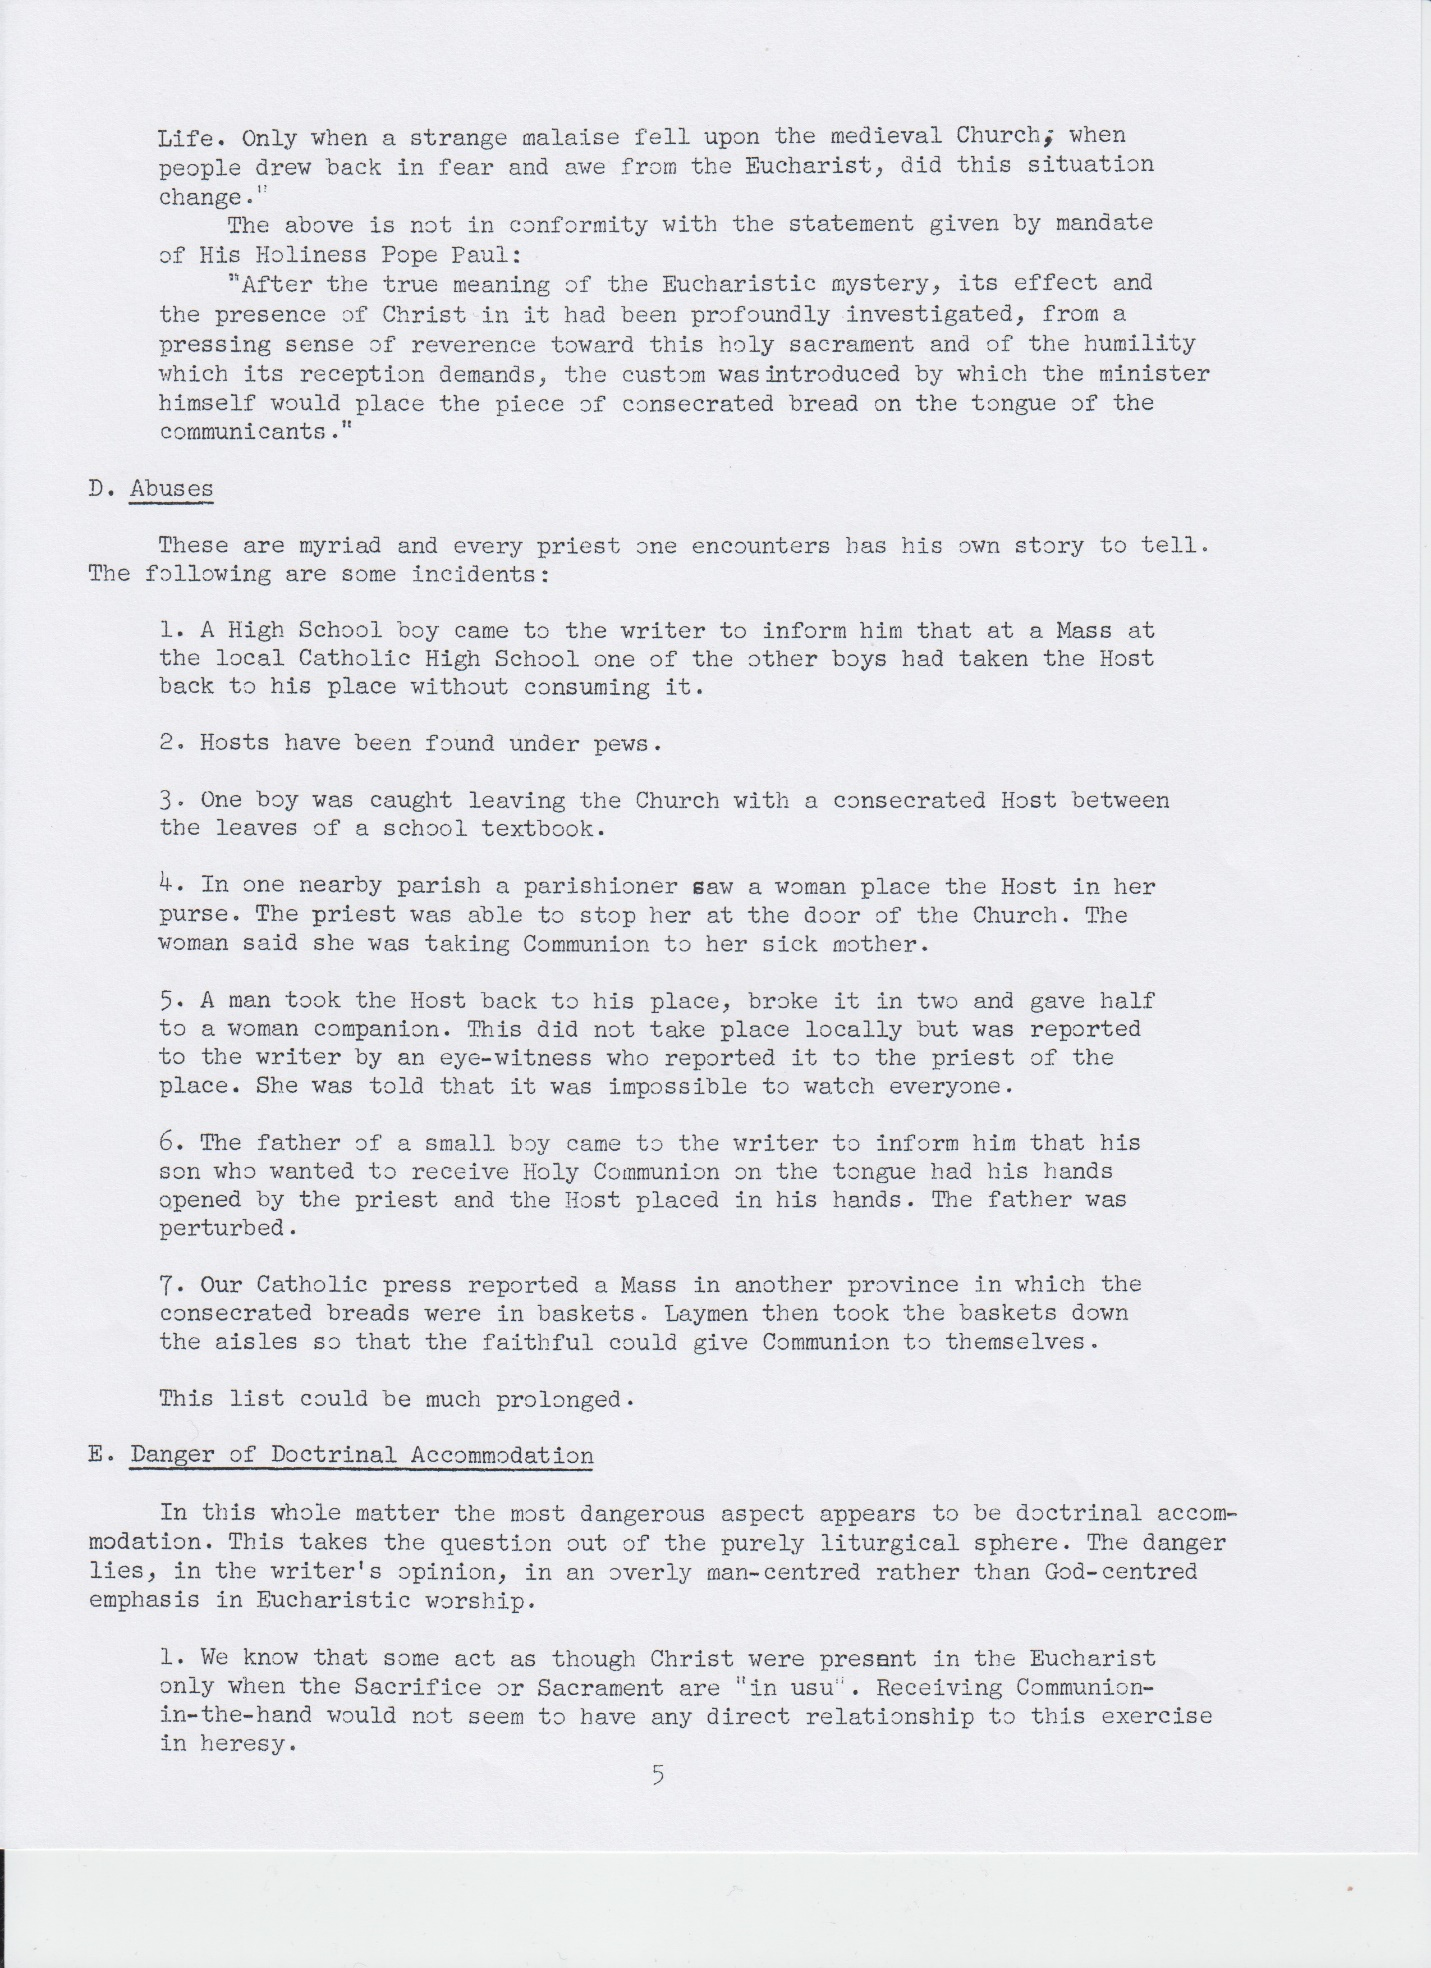 Life. Only when a strange malaise fell upon the medieval Church; when
people drew back in fear and awe from the Eucharist, did this situation
change."
The above is not in conformity with the statement given by mandate
of His Holiness Pope Paul:
"After the true meaning of the Eucharistic mystery, its effect and
the presence of Christ in it had been profoundly investigated, from a
pressing sense of reverence toward this holy sacrament and of the humility
which its reception demands, the custom was introduced by which the minister
himself would place the piece of consecrated bread on the tongue of the
communicants."
D. Abuses
These are myriad and every priest one encounters has his own story to tell.
The following are some incidents:
1. A High School boy came to the writer to inform him that at a Mass at
the local Catholic High School one of the other boys had taken the Host
back to his place without consuming it.
2. Hosts have been found under pews.
3. One boy was caught leaving the Church with a consecrated Host between
the leaves of a school textbook.
4. In one nearby parish a parishioner saw a woman place the Host in her
purse. The priest was able to stop her at the door of the Church. The
woman said she was taking Communion to her sick mother.
5. A man took the Host back to his place, broke it in two and gave half
to a woman companion. This did not take place locally but was reported
to the writer by an eye-witness who reported it to the priest of the
place. She was told that it was impossible to watch everyone.
6. The father of a small boy came to the writer to inform him that his
son who wanted to receive Holy Communion on the tongue had his hands
opened by the priest and the Host placed in his hands. The father was
perturbed.
7. Our Catholic press reported a Mass in another province in which the
consecrated breads were in baskets. Laymen then took the baskets down
the aisles so that the faithful could give Communion to themselves.
This list could be much prolonged.
E. Danger of Doctrinal Accommodation
In this whole matter the most dangerous aspect appears to be doctrinal accom-
modation. This takes the question out of the purely liturgical sphere. The danger
lies, in the writer's opinion, in an overly man-centred rather than God-centred
emphasis in Eucharistic worship.
1. We know that some act as though Christ were present in the Eucharist
only when the Sacrifice or Sacrament are "in usu". Receiving Communion-
in-the-hand would not seem to have any direct relationship to this exercise
in heresy.
5